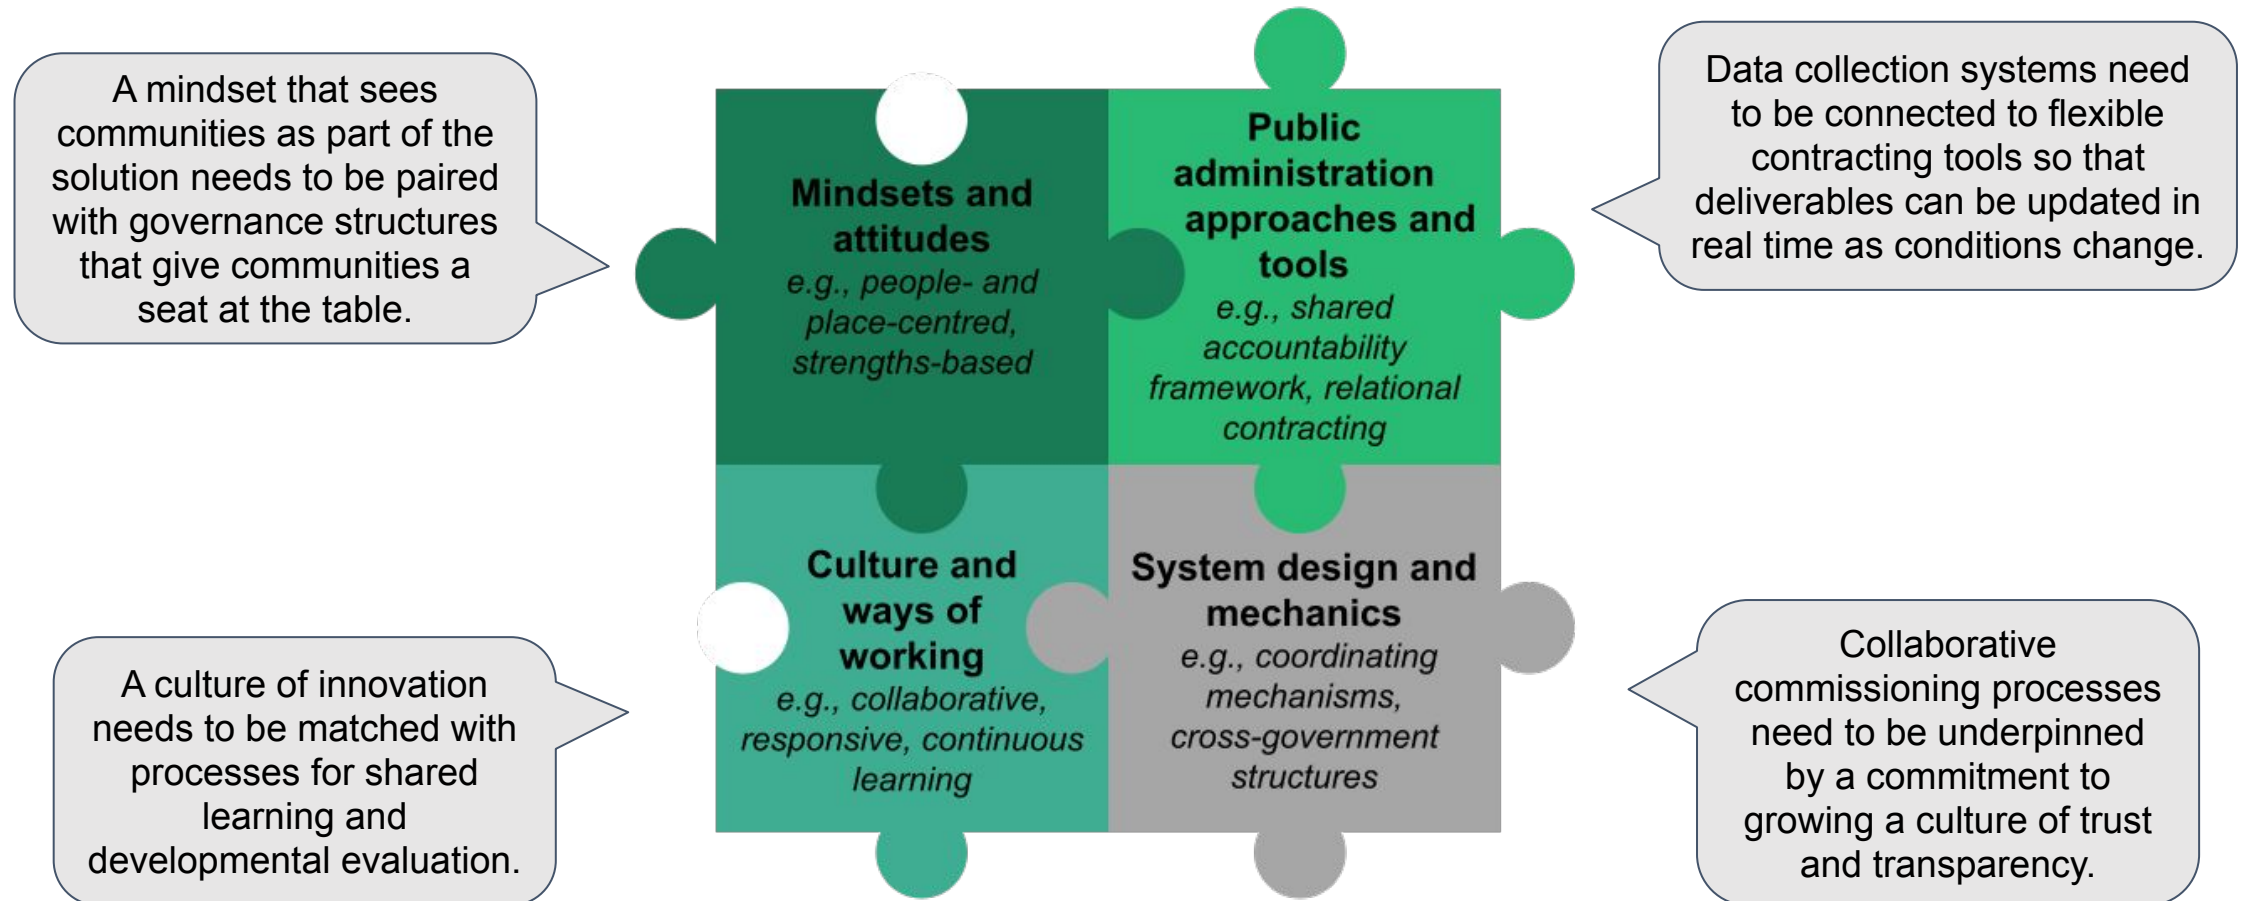 A mindset that sees
communities as part of the
solution needs to be paired
with governance structures
that give communities a
seat at the table.
Mindsets and
attitudes
e.g., people- and
place-centred,
strengths-based
Public
administration
approaches and
tools
e.g., shared
accountability
framework, relational
contracting
Data collection systems need
to be connected to flexible
contracting tools so that
deliverables can be updated in
real time as conditions change.
A culture of innovation
needs to be matched with
processes for shared
learning and
developmental evaluation.
Culture and
ways of
working
e.g., collaborative,
responsive, continuous
learning
System design and
mechanics
e.g., coordinating
mechanisms,
cross-government
structures
Collaborative
commissioning processes
need to be underpinned
by a commitment to
growing a culture of trust
and transparency.